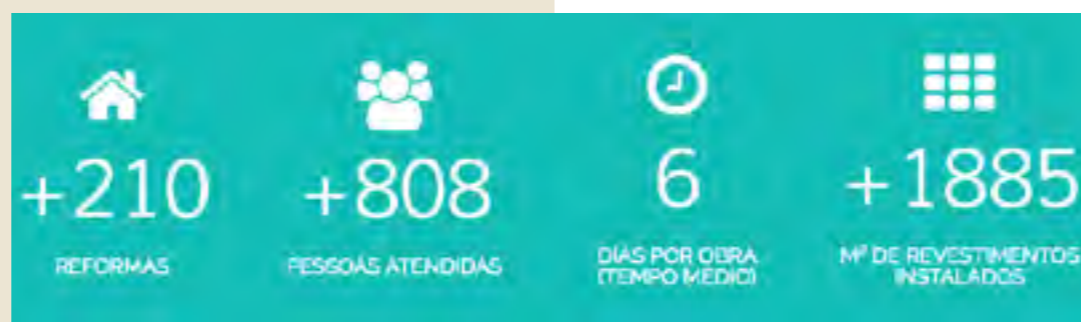 +210
REFORMAS
+808
PESSOAS ATENDIDAS
6
DIAS POR OBRA
(TEMPO MÉDIO)
+1885
M² DE REVESTIMENTOS
INSTALADOS